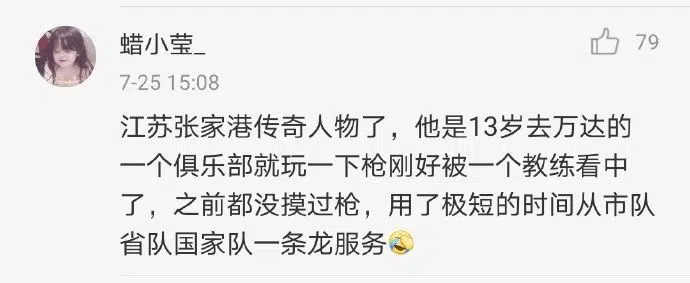 蜡小莹_
79
7-25 15:08
江苏张家港传奇人物了，他是13岁去万达的
一个俱乐部就玩一下枪刚好被一个教练看中
了，之前都没摸过枪，用了极短的时间从市队
省队国家队一条龙服务🤣